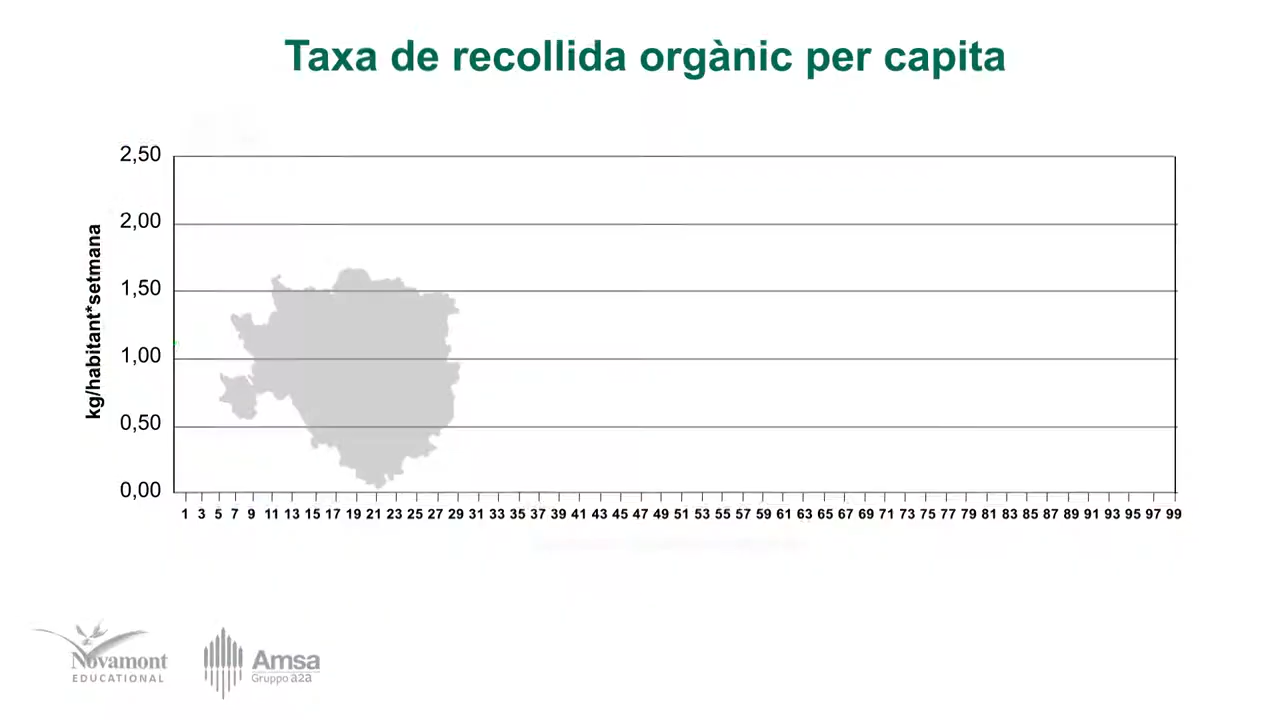 Taxa de recollida orgànic per capita
kg/habitant*setmana
2,50
2,00
1,50
1,00
0,50
0,00
1 3 5 7 9 11 13 15 17 19 21 23 25 27 29 31 33 35 37 39 41 43 45 47 49 51 53 55 57 59 61 63 65 67 69 71 73 75 77 79 81 83 85 87 89 91 93 95 97 99
Novamont
EDUCATIONAL
Amsa
Gruppo a2a